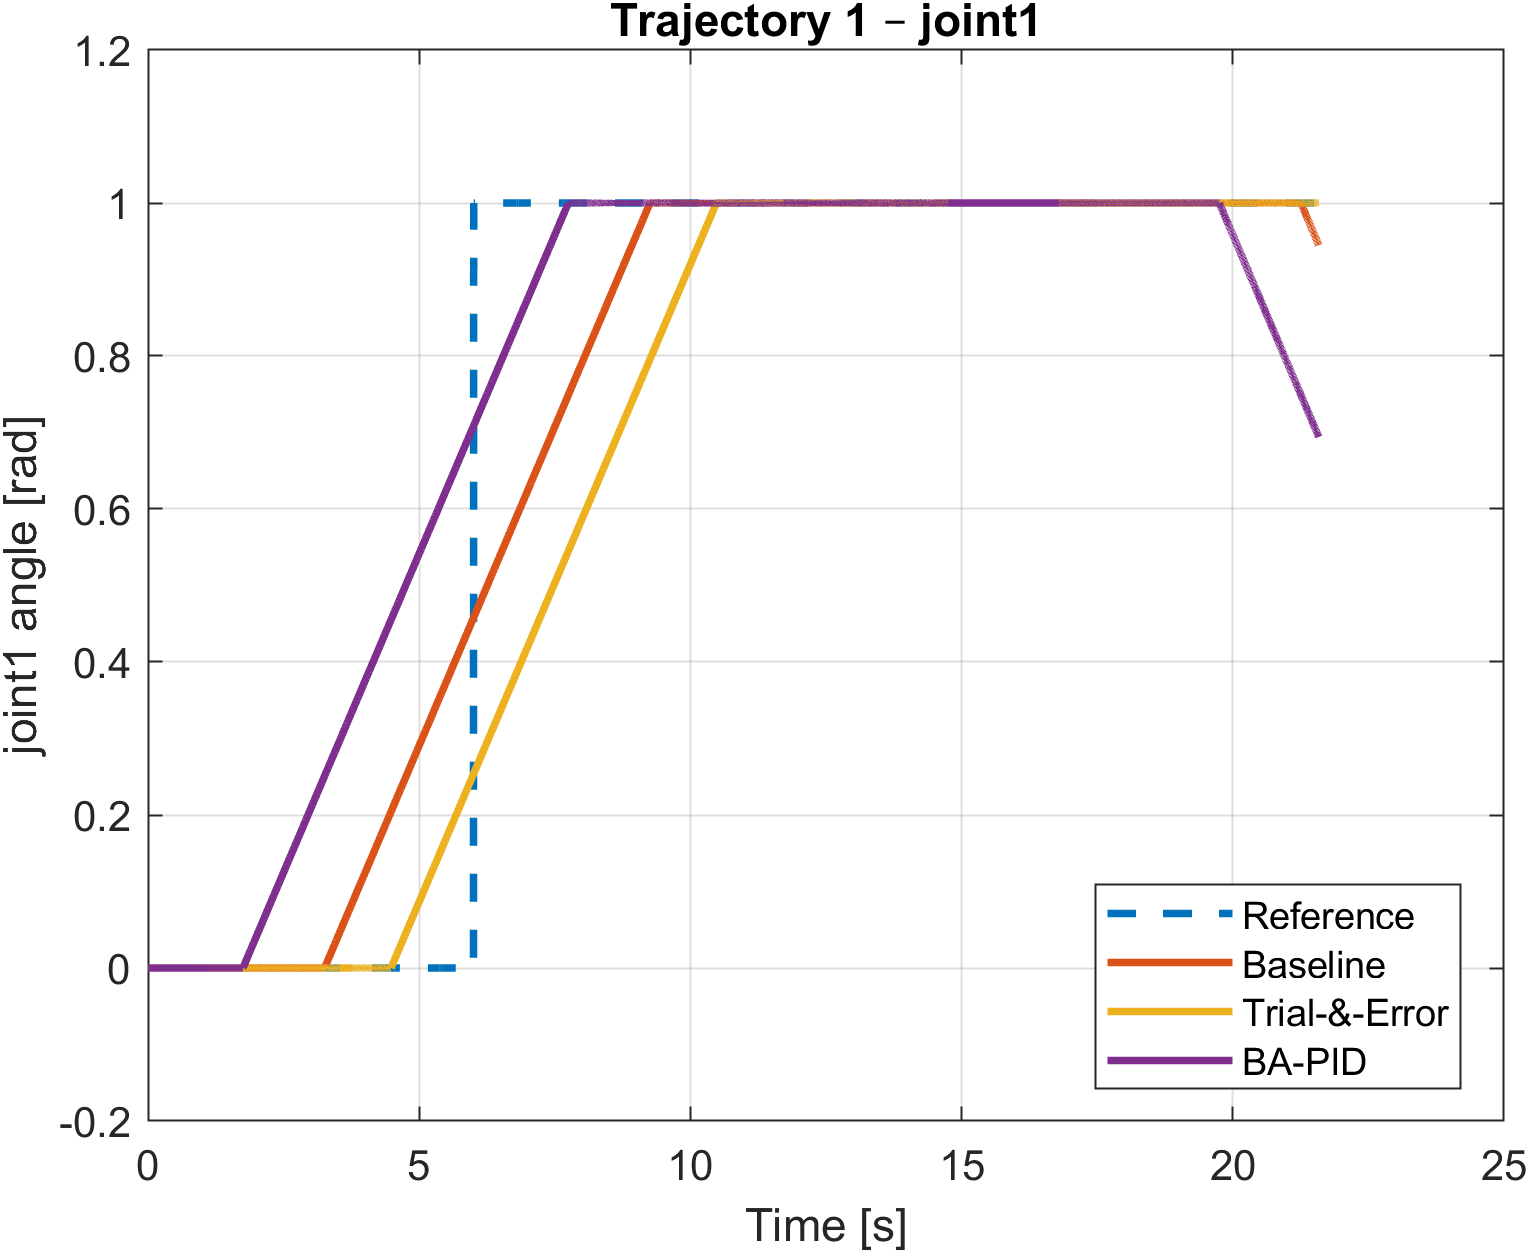 Trajectory 1 – joint1
1.2
1
0.8
0.6
0.4
0.2
0
-0.2
joint1 angle [rad]
0 5 10 15 20 25
Time [s]
Reference
Baseline
Trial-&-Error
BA-PID